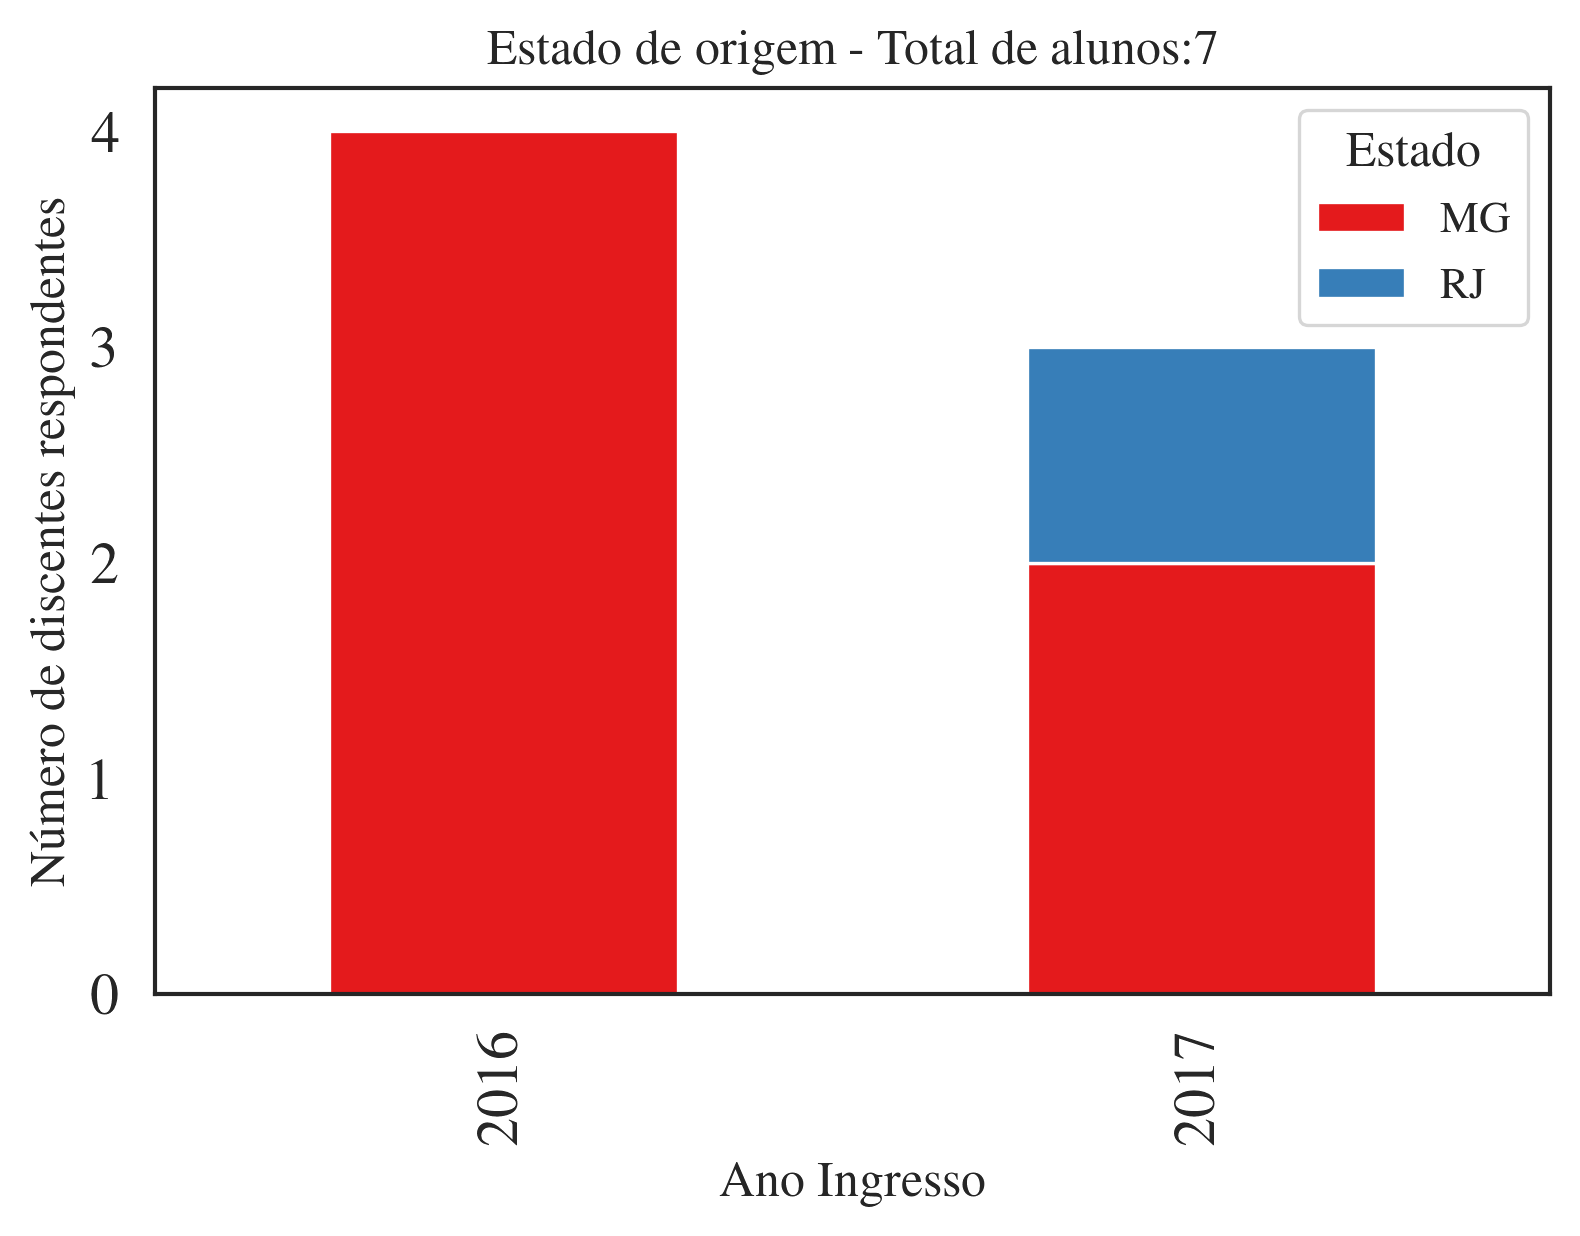 Estado de origem - Total de alunos:7
Número de discentes respondentes
4
3
2
1
0
Estado
MG
RJ
2016
2017
Ano Ingresso